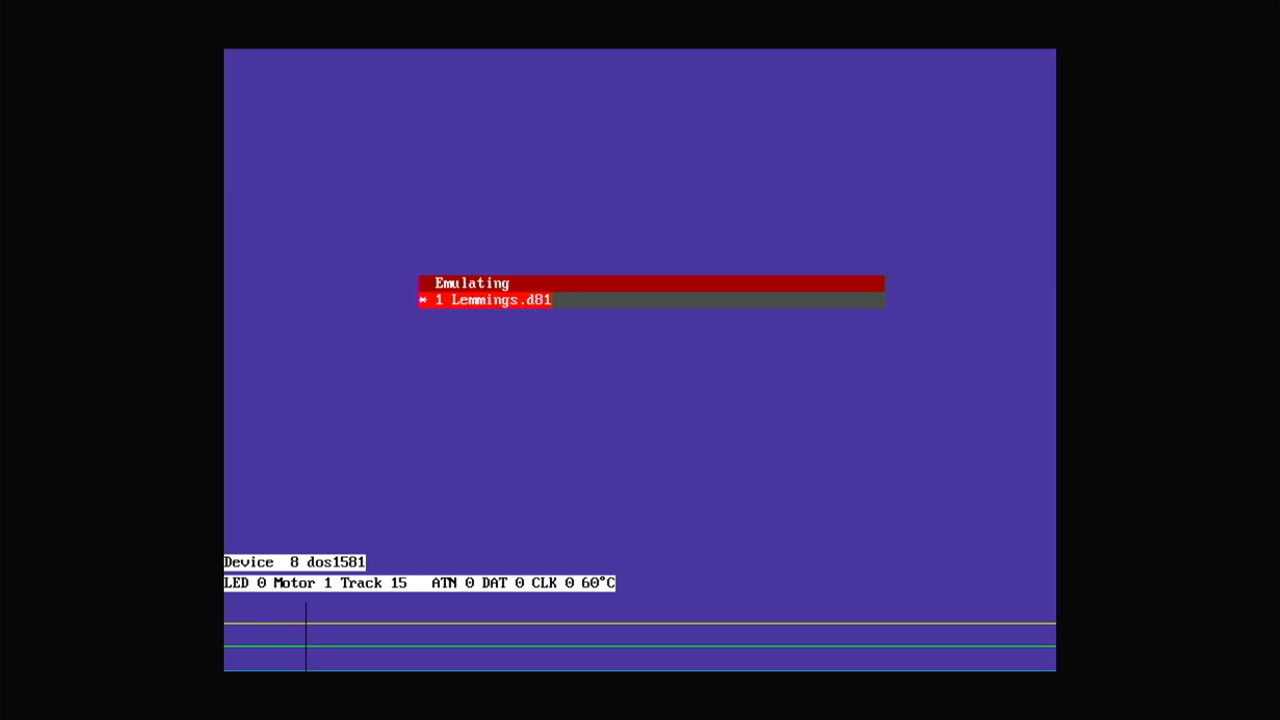 Emulating
* 1 Lemmings.d81
Device  8 dos1581
LED 0 Motor 1 Track 15   ATN 0 DAT 0 CLK 0 60°C